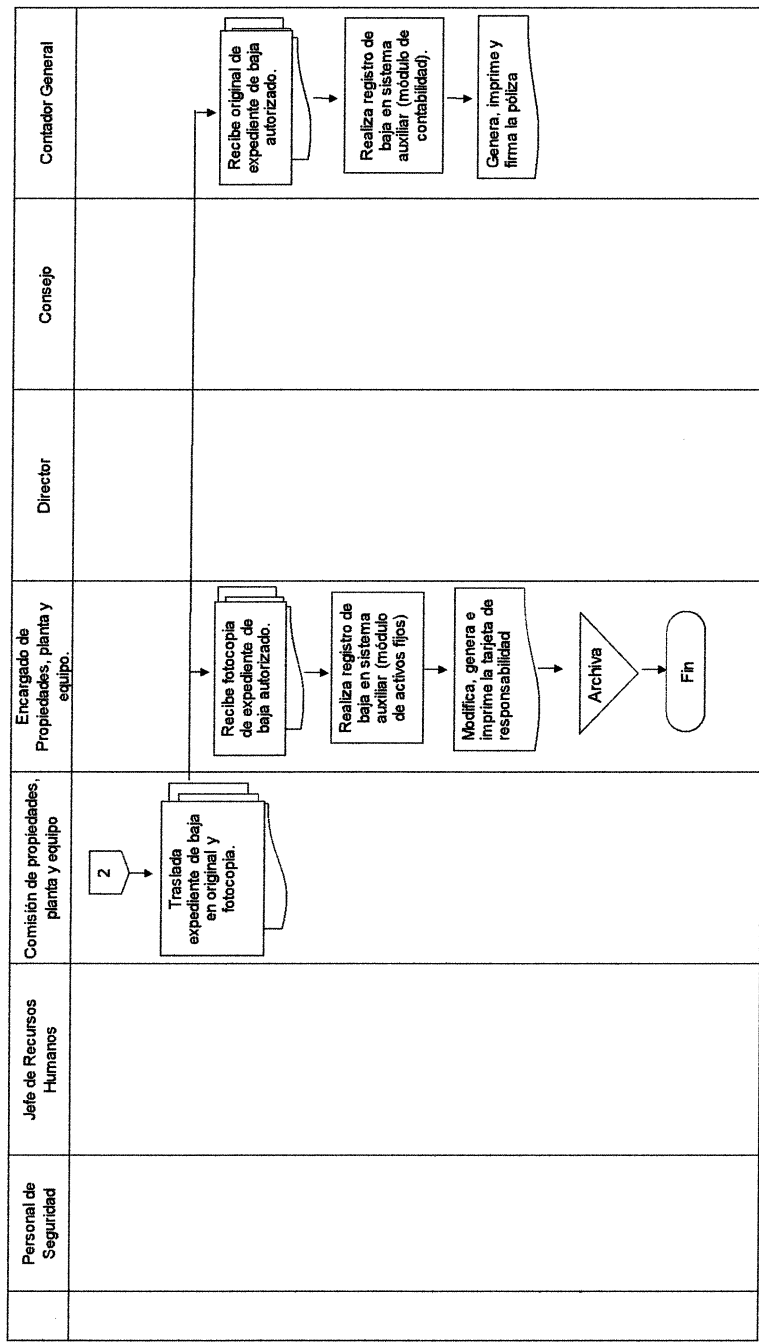 Personal de
Seguridad
Jefe de Recursos
Humanos
Comisión de propiedades,
planta y equipo
Encargado de
Propiedades, planta y
equipo.
Director
Consejo
Contador General
2
Traslada
expediente de baja
en original y
fotocopia.
Recibe fotocopia
de expediente de
baja autorizado.
Realiza registro de
baja en sistema
auxiliar (módulo
de activos fijos)
Modifica, genera e
imprime la tarjeta de
responsabilidad
Archiva
Fin
Recibe original de
expediente de baja
autorizado.
Realiza registro de
baja en sistema
auxiliar (módulo de
contabilidad).
Genera, imprime y
firma la póliza